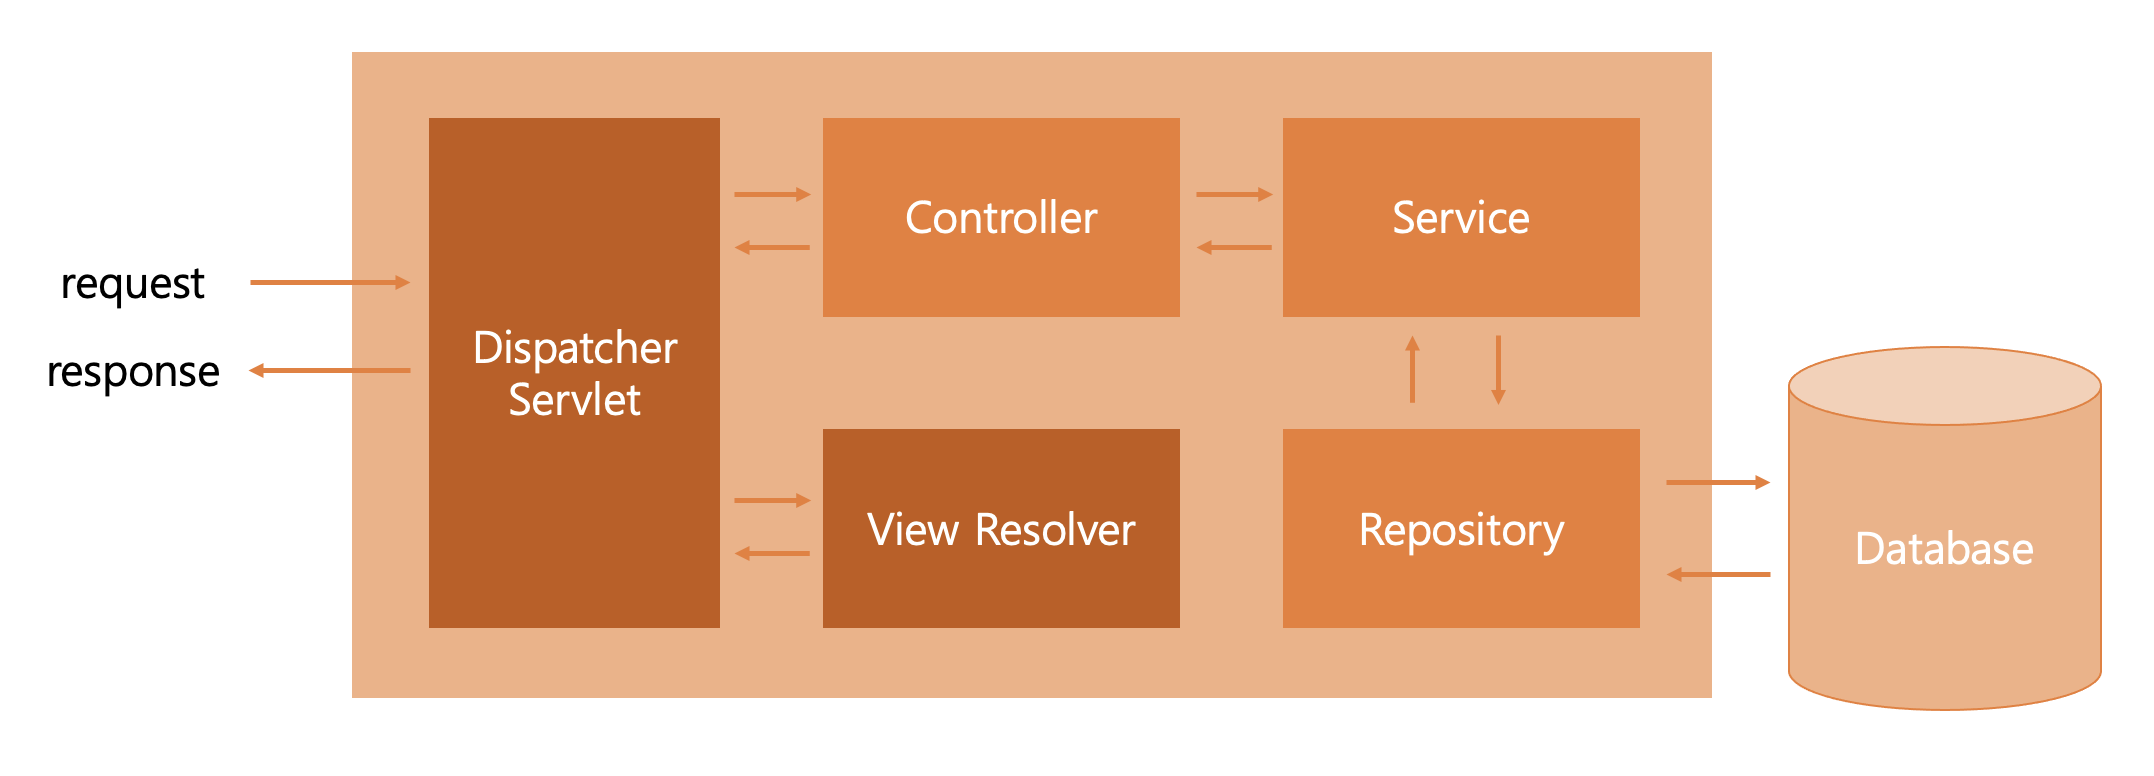 request
response
Dispatcher
Servlet
Controller
Service
View Resolver
Repository
Database